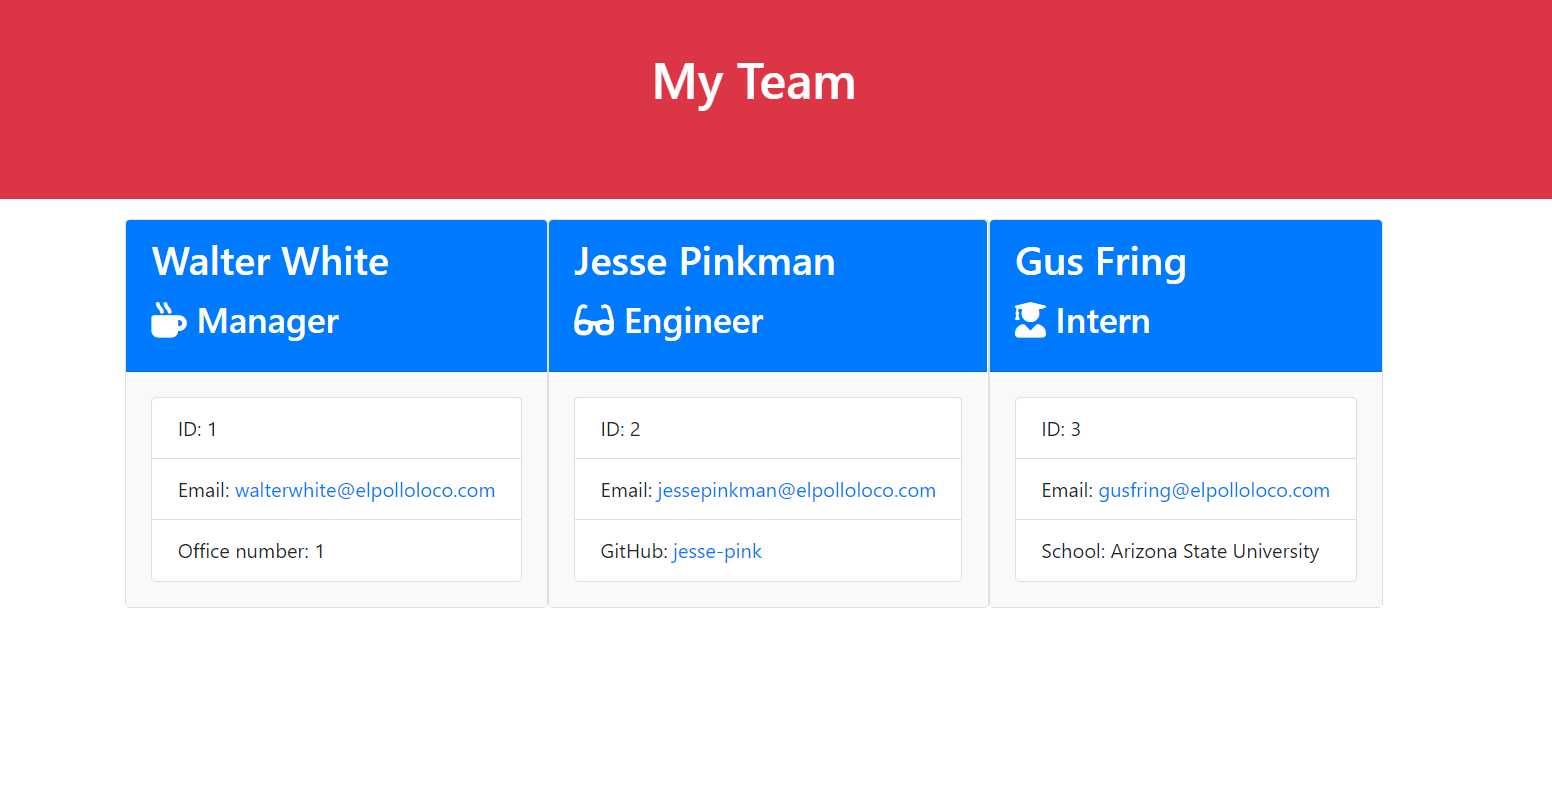 My Team
Walter White
Manager
ID: 1
Email: walterwhite@elpolloloco.com
Office number: 1
Jesse Pinkman
Engineer
ID: 2
Email: jessepinkman@elpolloloco.com
GitHub: jesse-pink
Gus Fring
Intern
ID: 3
Email: gusfring@elpolloloco.com
School: Arizona State University